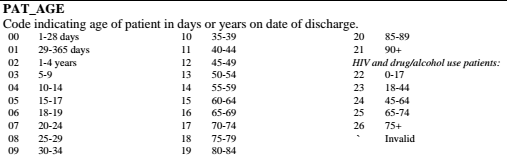 PAT_AGE
Code indicating age of patient in days or years on date of discharge.
00 1-28 days 10 35-39 20 85-89
01 29-365 days 11 40-44 21 90+
02 1-4 years 12 45-49 HIV and drug/alcohol use patients:
03 5-9 13 50-54 22 0-17
04 10-14 14 55-59 23 18-44
05 15-17 15 60-64 24 45-64
06 18-19 16 65-69 25 65-74
07 20-24 17 70-74 26 75+
08 25-29 18 75-79 ` Invalid
09 30-34 19 80-84